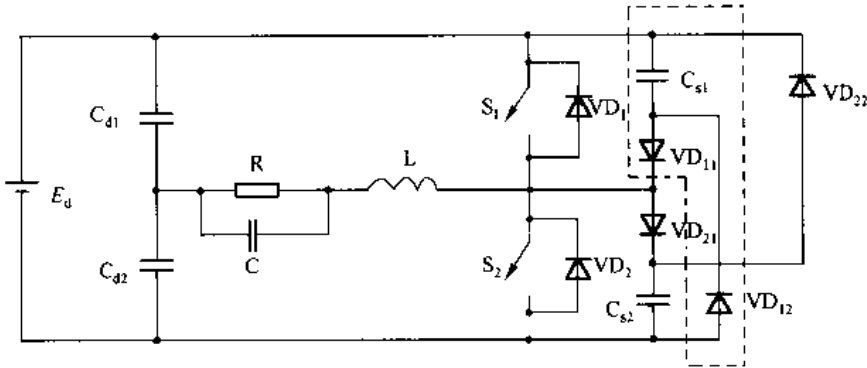 C_s1
VD_22
C_d1
S_1
VD_1
R
L
VD_11
E_d
VD_21
C
C_d2
S_2
VD_2
C_s2
VD_12